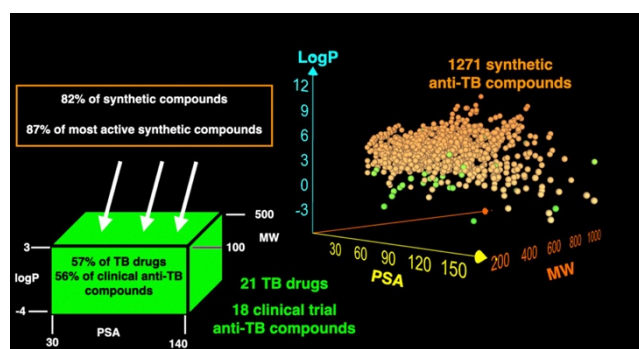 82% of synthetic compounds
87% of most active synthetic compounds
500
MW
100
3
logP
-4
57% of TB drugs
56% of clinical anti-TB
compounds
30
PSA
140
21 TB drugs
18 clinical trial
anti-TB compounds
LogP
12
9
6
3
0
-3
1271 synthetic
anti-TB compounds
30 60 90 120 150
PSA
200 400 600 800 1000
MW